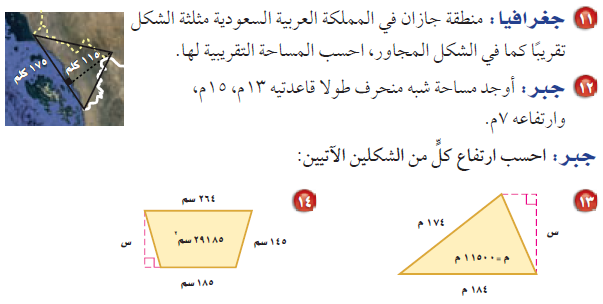 ١١ جغرافيا: منطقة جازان في المملكة العربية السعودية مثلثة الشكل
تقريبًا كما في الشكل المجاور، احسب المساحة التقريبية لها.
١١٥ كلم
١٧٥ كلم
١٢ جبر: أوجد مساحة شبه منحرف طولا قاعدتيه ١٣م، ١٥م،
وارتفاعه ٧م.
جبر: احسب ارتفاع كلٍّ من الشكلين الآتيين:
١٣
١٧٤ م
س
م = ١١٥٠٠ م
١٨٤ م
١٤
٢٦٤ سم
س
٢٩١٨٥ سم٢
١٤٥ سم
١٨٥ سم